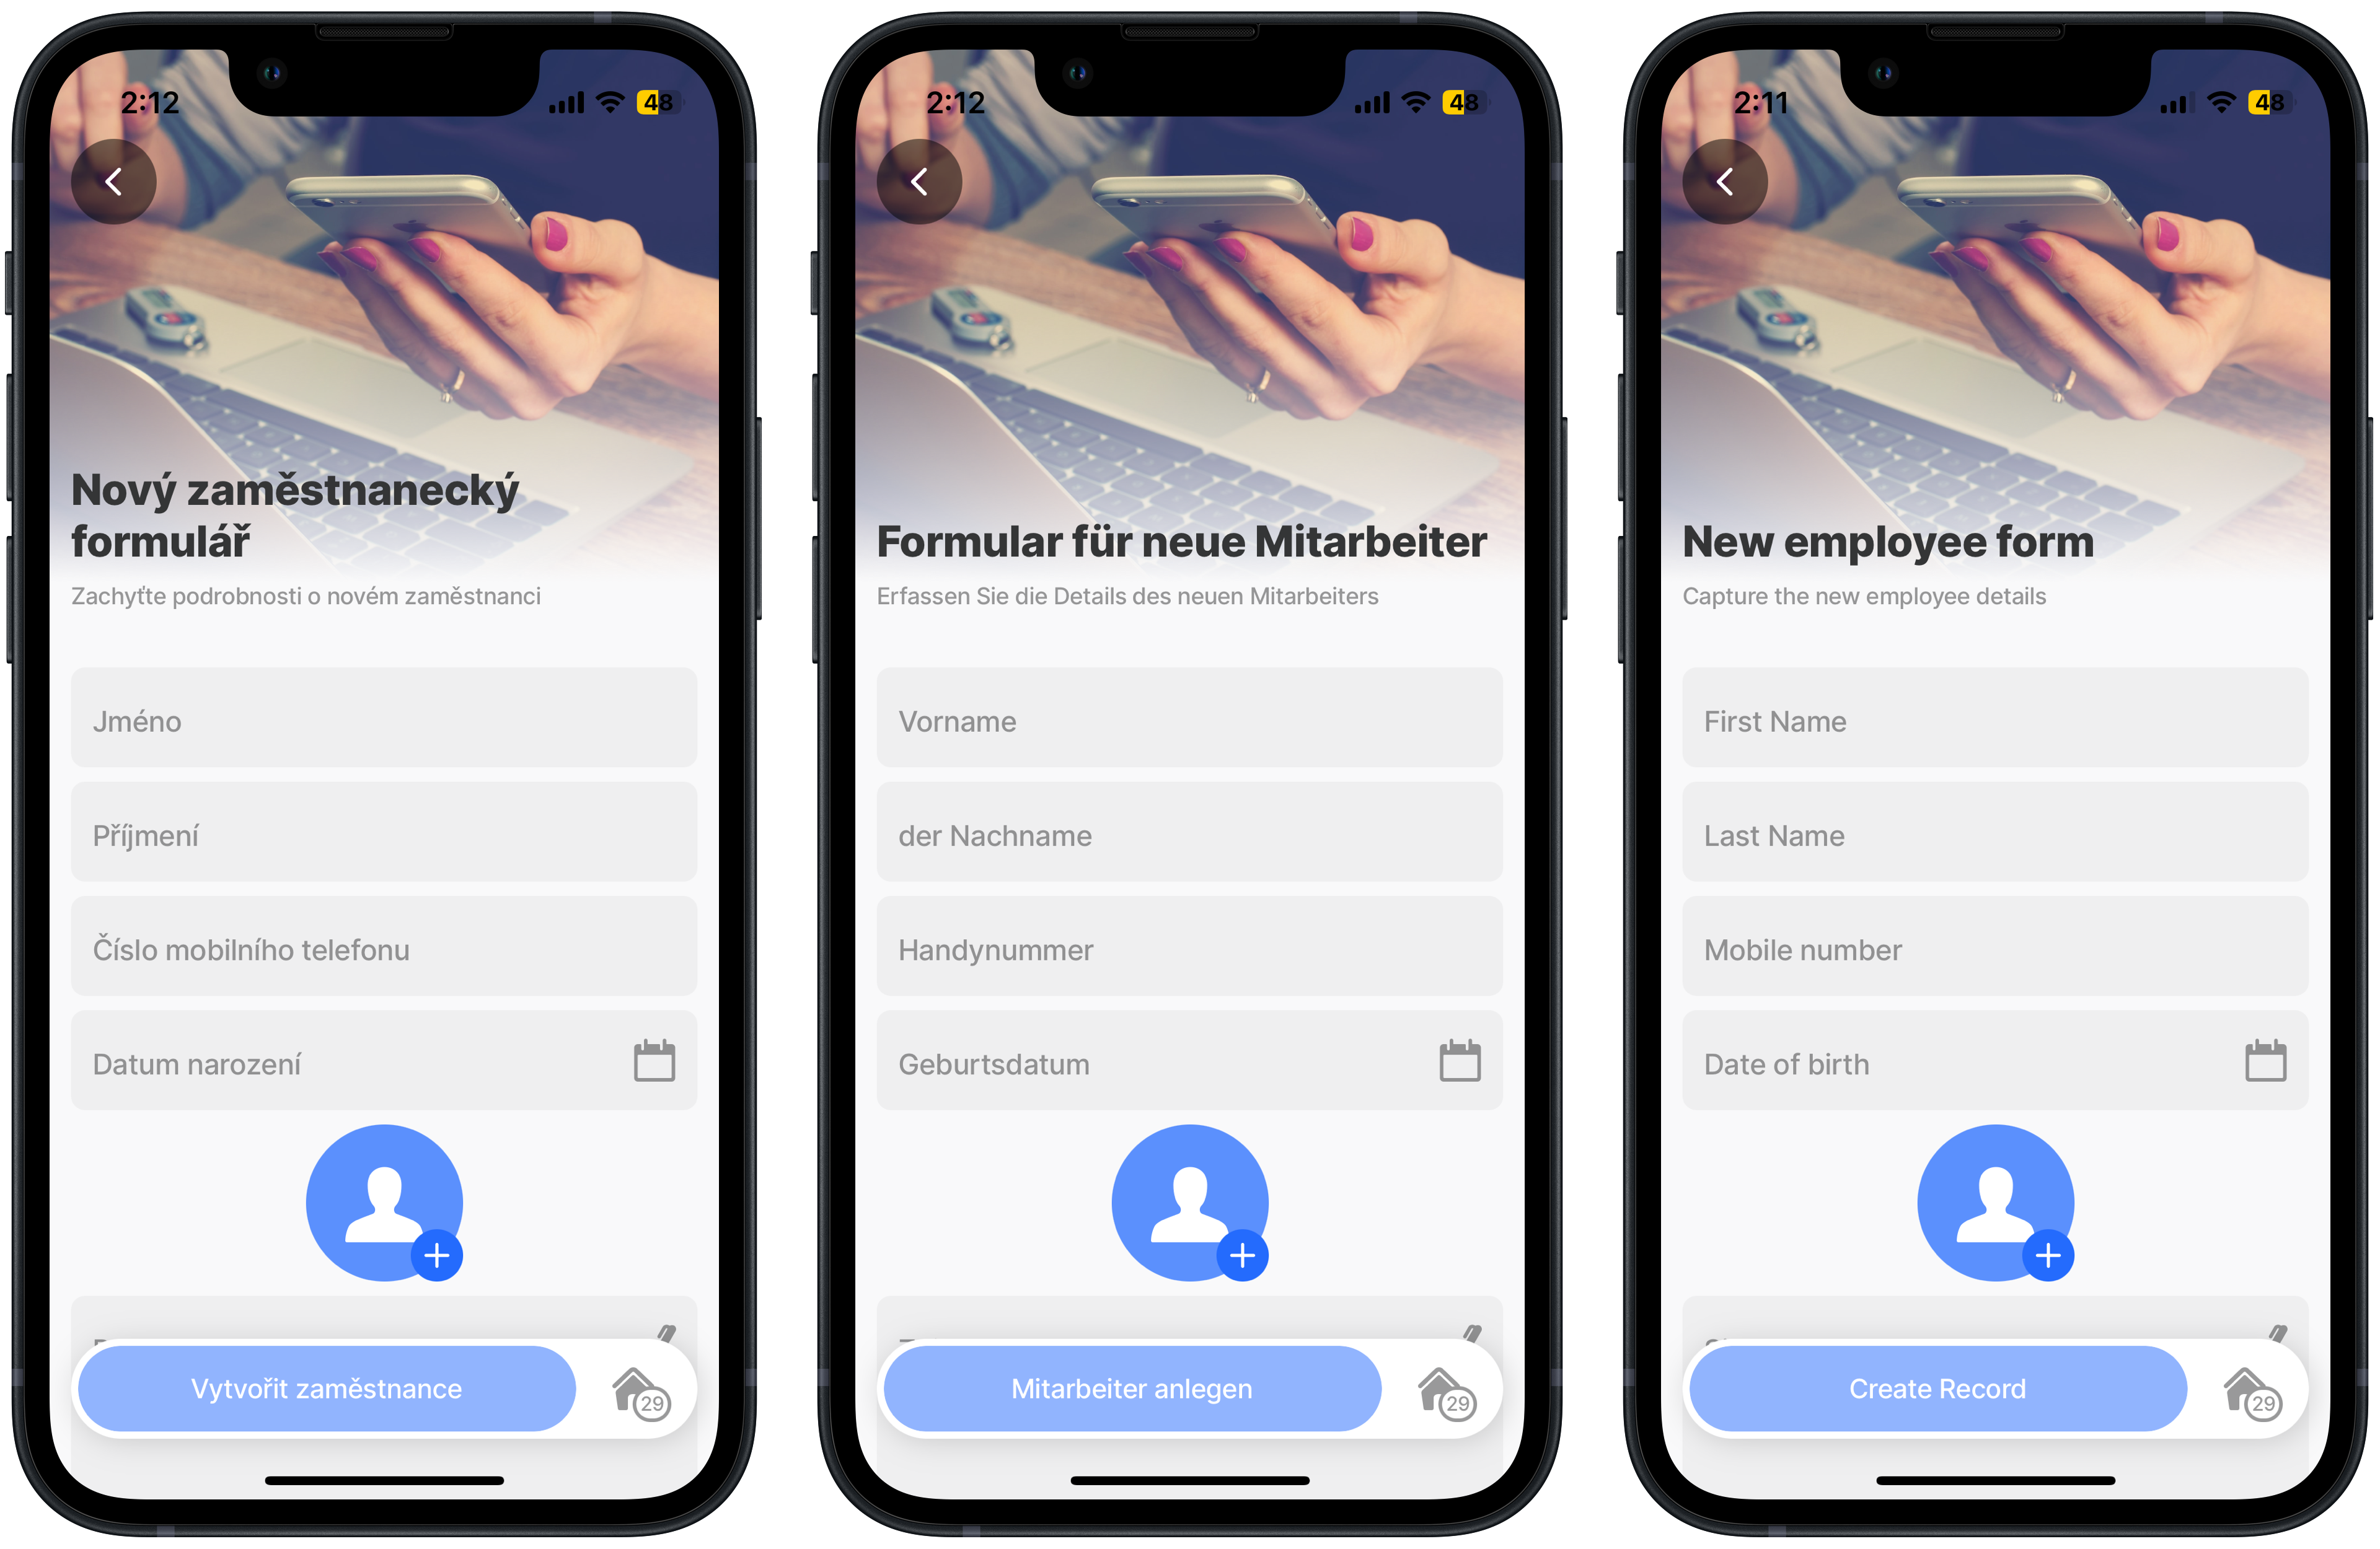 2:12
48
Nový zaměstnanecký
formulář
Zachyťte podrobnosti o novém zaměstnanci
Jméno
Příjmení
Číslo mobilního telefonu
Datum narození
Vytvořit zaměstnance
29
2:12
48
Formular für neue Mitarbeiter
Erfassen Sie die Details des neuen Mitarbeiters
Vorname
der Nachname
Handynummer
Geburtsdatum
Mitarbeiter anlegen
29
2:11
48
New employee form
Capture the new employee details
First Name
Last Name
Mobile number
Date of birth
Create Record
29